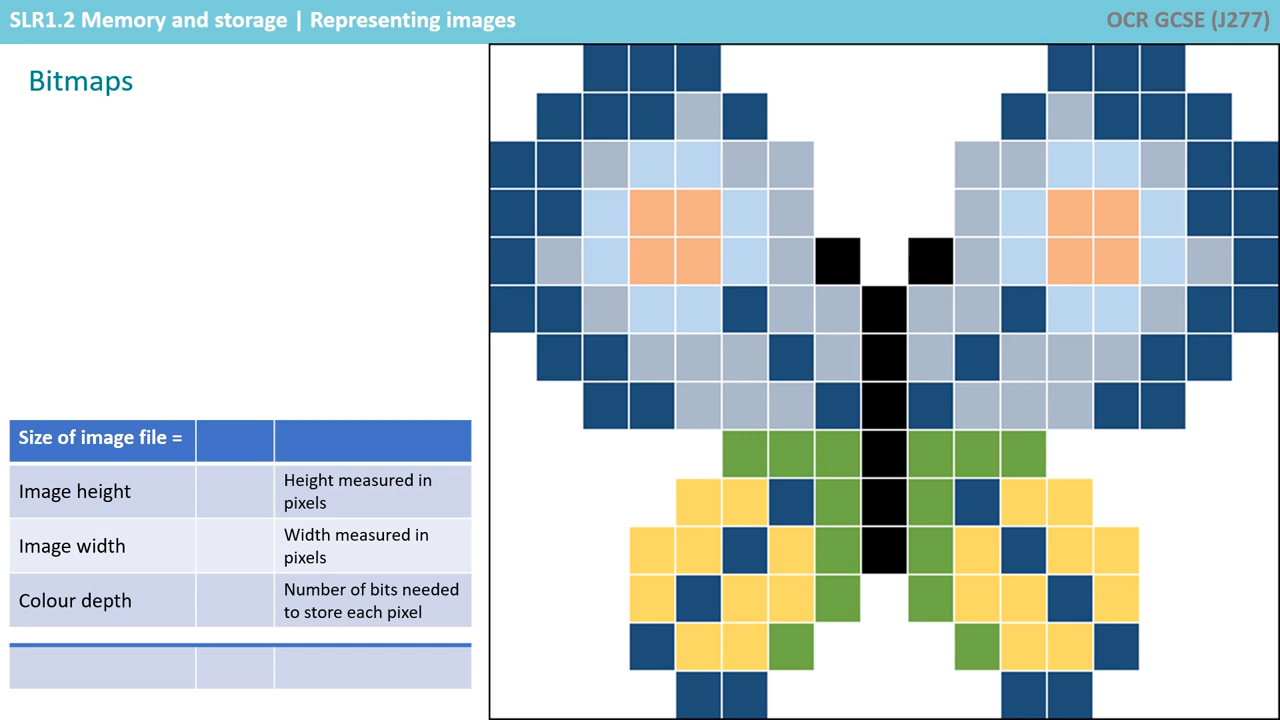 SLR1.2 Memory and storage | Representing images
OCR GCSE (J277)
Bitmaps
Size of image file =
Image height
Height measured in
pixels
Image width
Width measured in
pixels
Colour depth
Number of bits needed
to store each pixel